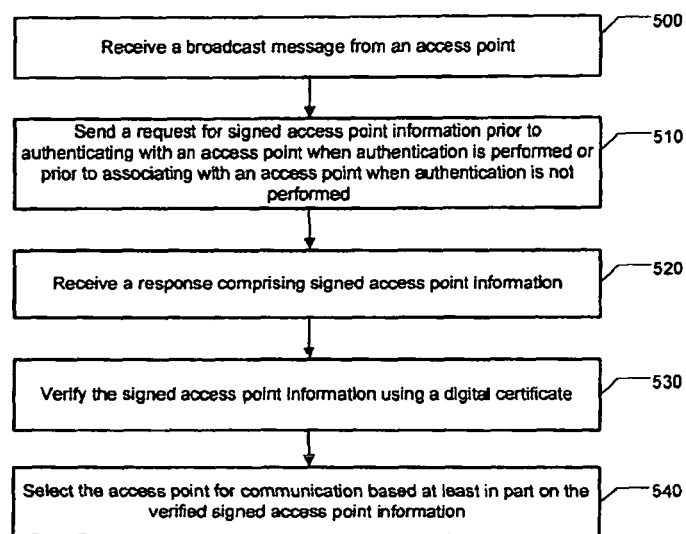 Receive a broadcast message from an access point
500
Send a request for signed access point information prior to
authenticating with an access point when authentication is performed or
prior to associating with an access point when authentication is not
performed
510
Receive a response comprising signed access point information
520
Verify the signed access point information using a digital certificate
530
Select the access point for communication based at least in part on the
verified signed access point information
540